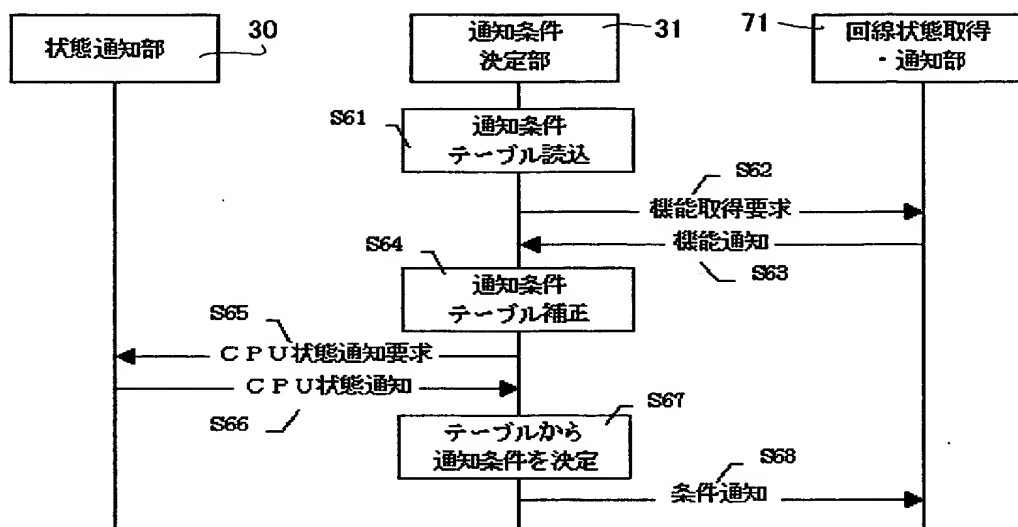 状態通知部
30
通知条件
決定部
31
71
回線状態取得
・通知部
S61
通知条件
テーブル読込
S62
機能取得要求
機能通知
S63
S64
通知条件
テーブル補正
S65
CPU状態通知要求
CPU状態通知
S66
S67
テーブルから
通知条件を決定
S68
条件通知